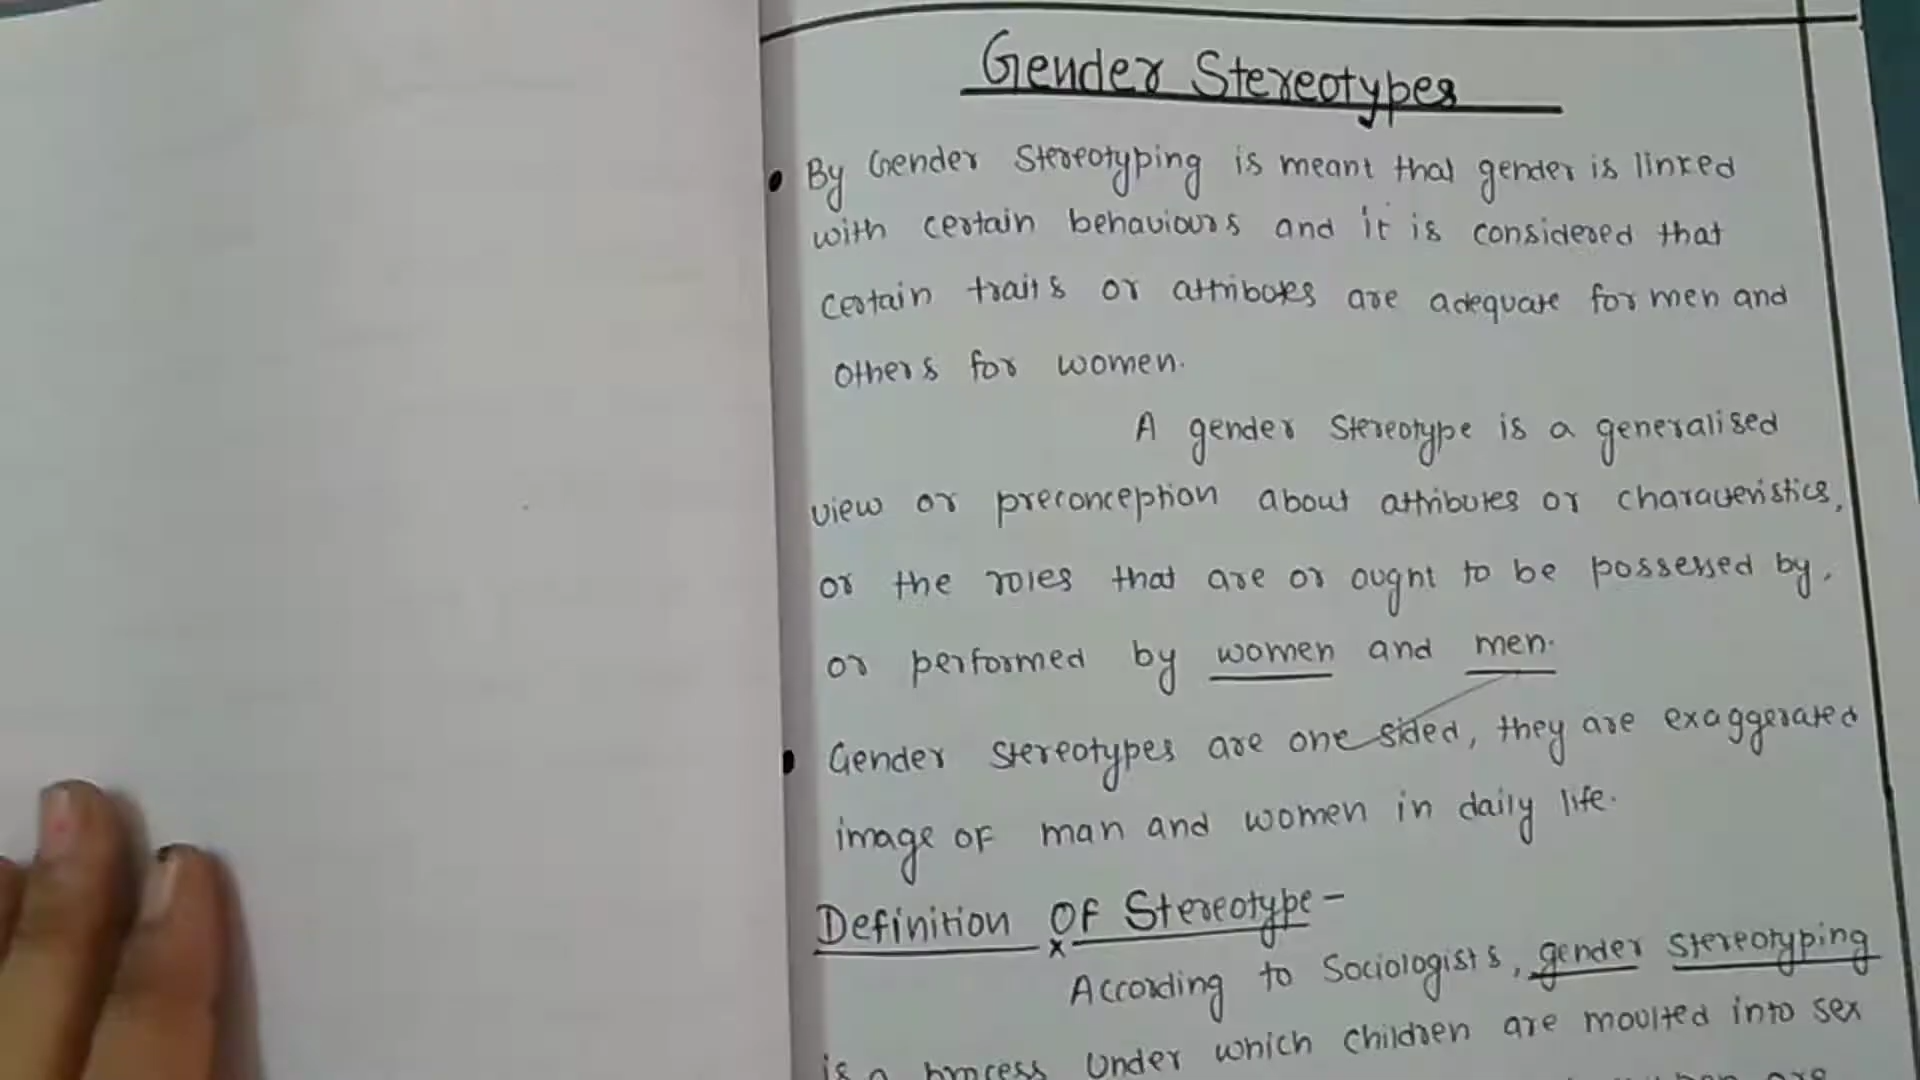 Gender Stereotypes
• By Gender Stereotyping is meant that gender is linked
with certain behaviours and it is considered that
certain traits or attributes are adequate for men and
others for women.
A gender Stereotype is a generalised
view or preconception about attributes or characteristics,
or the roles that are or ought to be possessed by,
or performed by women and men.
• Gender stereotypes are one sided, they are exaggerated
image of man and women in daily life.
Definition Of Stereotype -
According to Sociologists, gender stereotyping
is a process under which children are moulted into sex
are